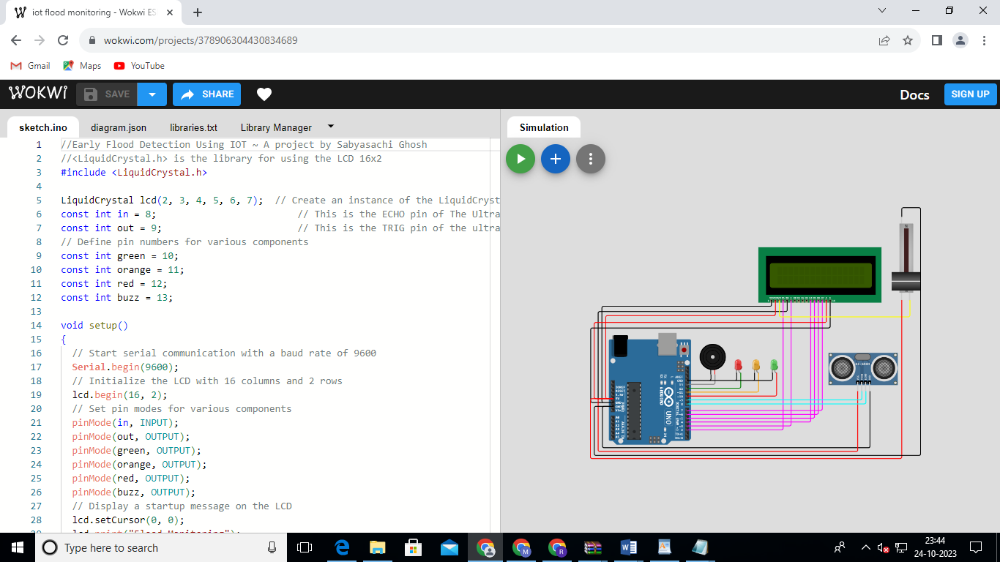 iot flood monitoring - Wokwi ES
wokwi.com/projects/378906304430834689
Gmail
Maps
YouTube
WOKWI
SAVE
SHARE
Docs
SIGN UP
sketch.ino
diagram.json
libraries.txt
Library Manager
Simulation
1 //Early Flood Detection Using IOT ~ A project by Sabyasachi Ghosh
2 //<LiquidCrystal.h> is the library for using the LCD 16x2
3 #include <LiquidCrystal.h>
4
5 LiquidCrystal lcd(2, 3, 4, 5, 6, 7); // Create an instance of the LiquidCryst
6 const int in = 8; // This is the ECHO pin of The Ultra
7 const int out = 9; // This is the TRIG pin of the ultra
8 // Define pin numbers for various components
9 const int green = 10;
10 const int orange = 11;
11 const int red = 12;
12 const int buzz = 13;
13
14 void setup()
15 {
16 // Start serial communication with a baud rate of 9600
17 Serial.begin(9600);
18 // Initialize the LCD with 16 columns and 2 rows
19 lcd.begin(16, 2);
20 // Set pin modes for various components
21 pinMode(in, INPUT);
22 pinMode(out, OUTPUT);
23 pinMode(green, OUTPUT);
24 pinMode(orange, OUTPUT);
25 pinMode(red, OUTPUT);
26 pinMode(buzz, OUTPUT);
27 // Display a startup message on the LCD
28 lcd.setCursor(0, 0);
HC-SR04
ARDUINO
UNO
Type here to search
23:44
24-10-2023